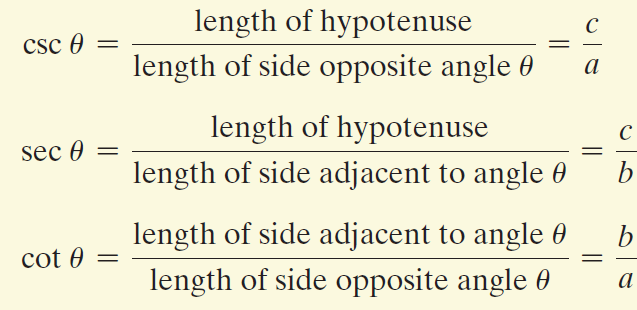 csc θ = length of hypotenuse / length of side opposite angle θ = c / a
sec θ = length of hypotenuse / length of side adjacent to angle θ = c / b
cot θ = length of side adjacent to angle θ / length of side opposite angle θ = b / a